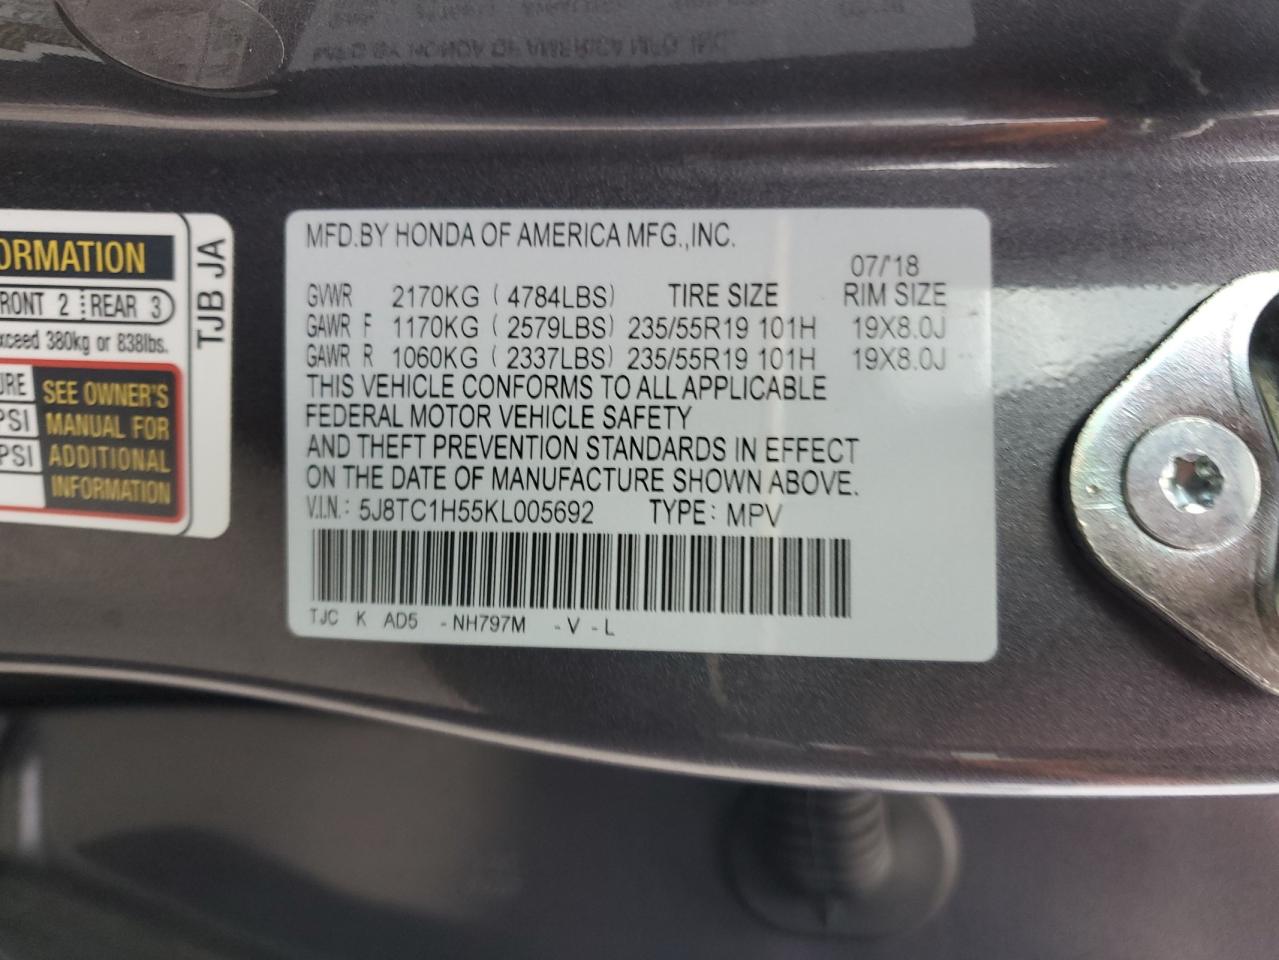 MFD.BY HONDA OF AMERICA MFG.,INC.
07/'18
GVWR 2170KG ( 4784LBS) TIRE SIZE RIM SIZE
GAWR F 1170KG ( 2579LBS) 235/55R19 101H 19X8.0J
GAWR R 1060KG ( 2337LBS) 235/55R19 101H 19X8.0J
THIS VEHICLE CONFORMS TO ALL APPLICABLE
FEDERAL MOTOR VEHICLE SAFETY
AND THEFT PREVENTION STANDARDS IN EFFECT
ON THE DATE OF MANUFACTURE SHOWN ABOVE.
V.I.N.: 5J8TC1H55KL005692 TYPE: MPV
TJC K AD5 -NH797M -V -L
ORMATION
FRONT 2 REAR 3
xceed 380kg or 838lbs.
URE
PSI
PSI
SEE OWNER'S
MANUAL FOR
ADDITIONAL
INFORMATION
TJB JA